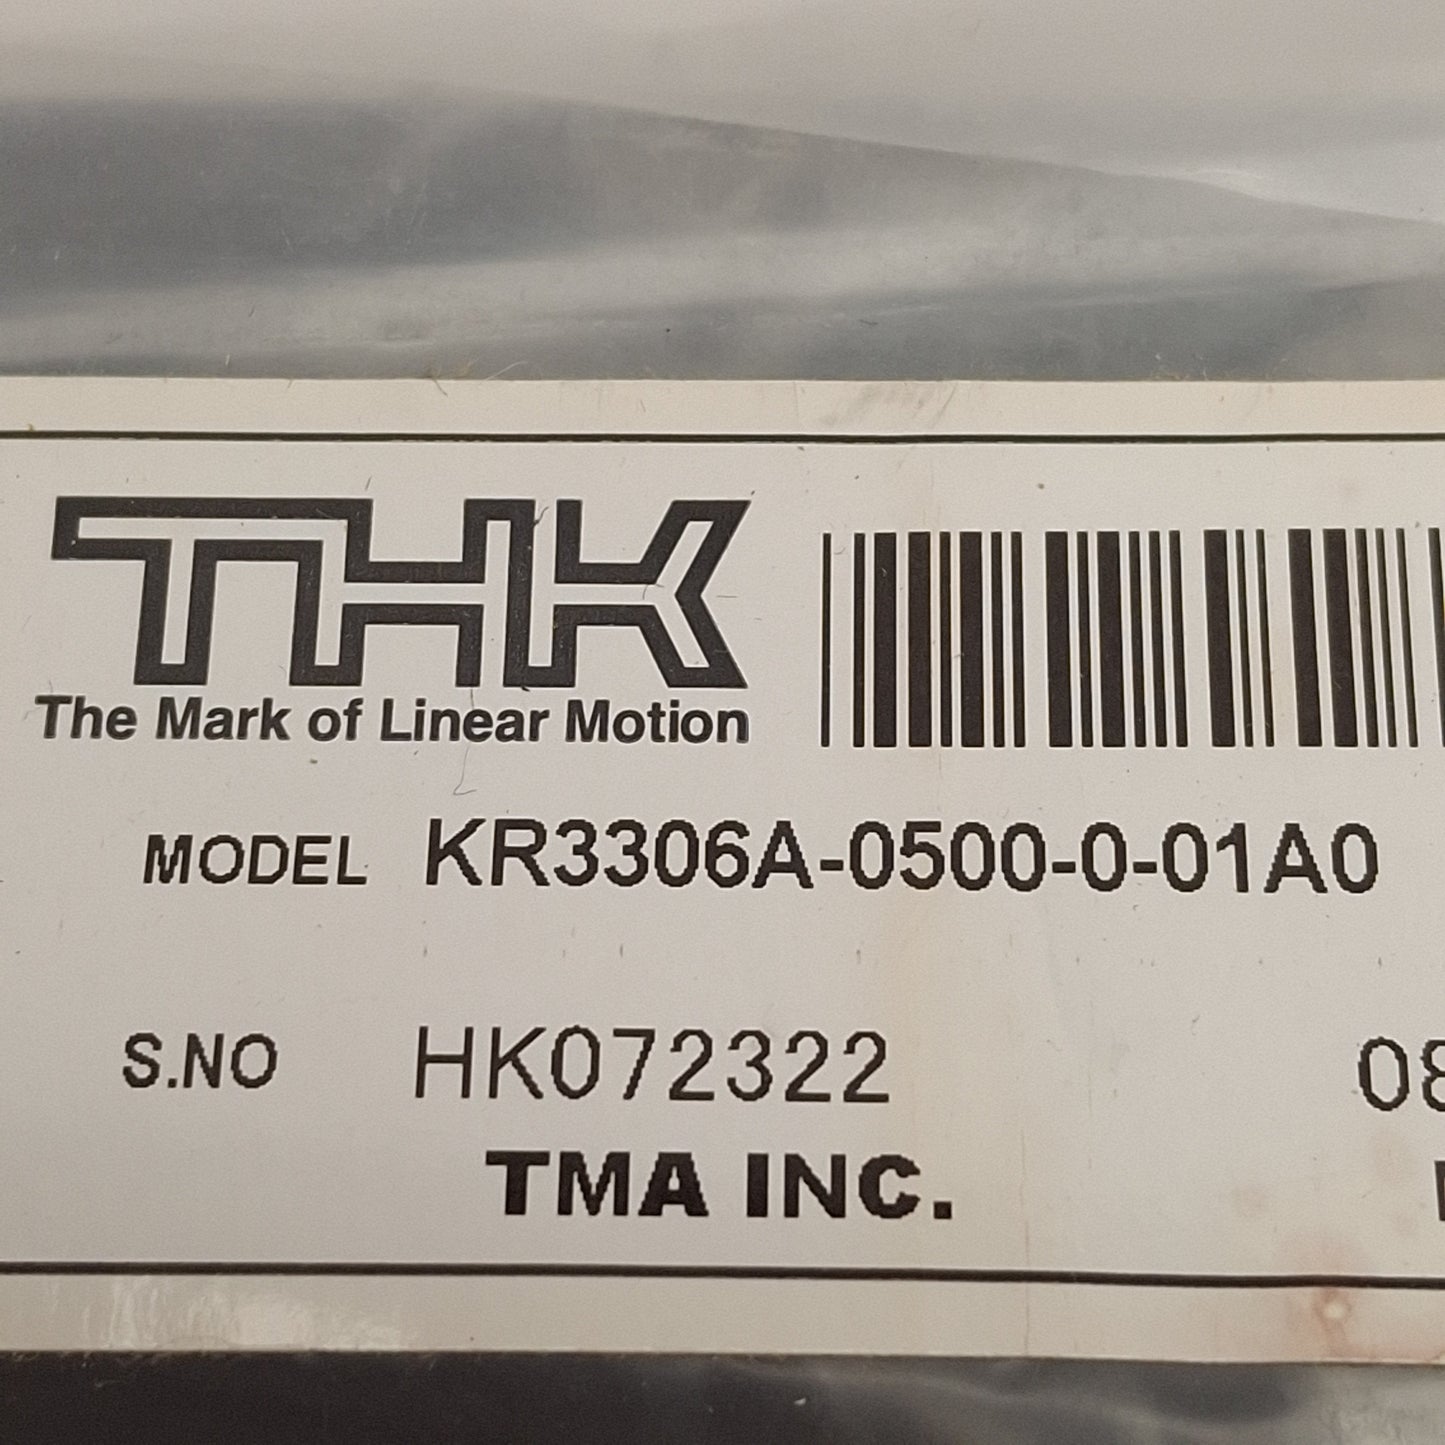 THK
The Mark of Linear Motion
MODEL KR3306A-0500-0-01A0
S.NO HK072322
TMA INC.